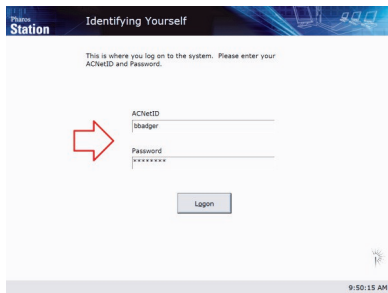 Pharos
Station
Identifying Yourself
This is where you log on to the system. Please enter your
ACNetID and Password.
ACNetID
bbadger
Password
********
Logon
9:50:15 AM